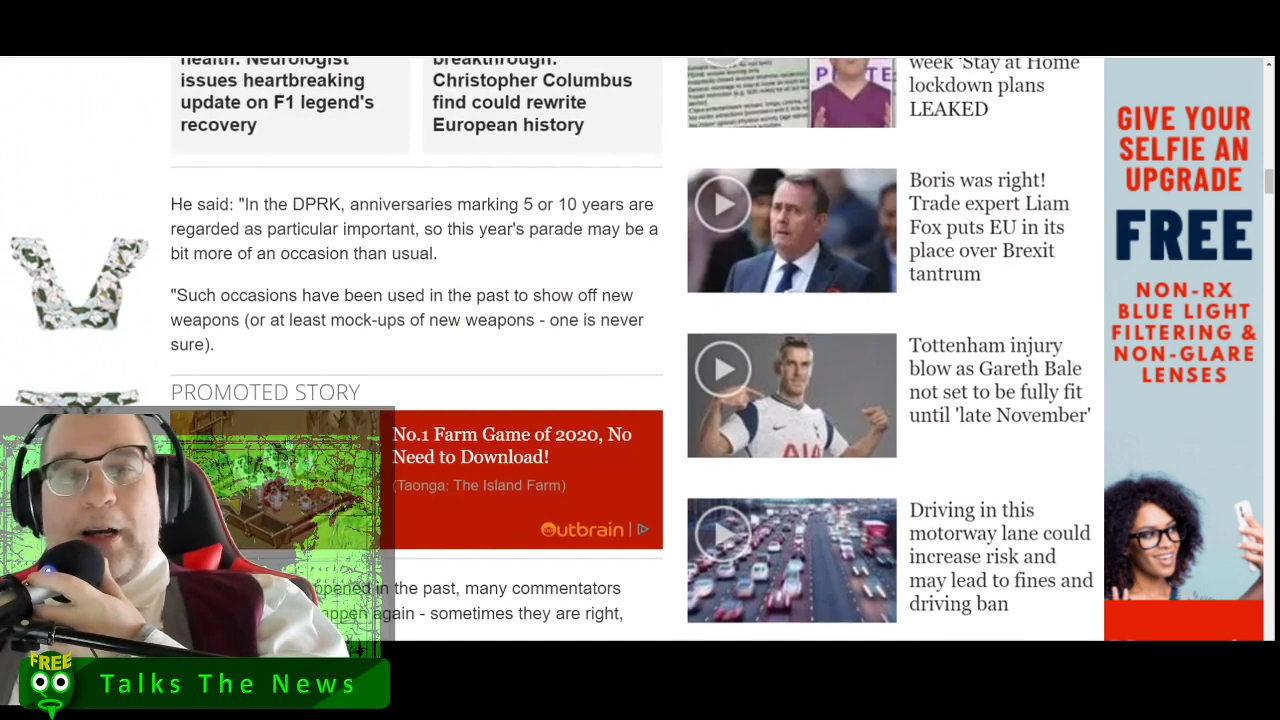 health: Neurologist
issues heartbreaking
update on F1 legend's
recovery
breakthrough:
Christopher Columbus
find could rewrite
European history
He said: "In the DPRK, anniversaries marking 5 or 10 years are
regarded as particular important, so this year's parade may be a
bit more of an occasion than usual.
"Such occasions have been used in the past to show off new
weapons (or at least mock-ups of new weapons - one is never
sure).
PROMOTED STORY
No.1 Farm Game of 2020, No
Need to Download!
(Taonga: The Island Farm)
Outbrain
in the past, many commentators
again - sometimes they are right,
week 'Stay at Home'
lockdown plans
LEAKED
Boris was right!
Trade expert Liam
Fox puts EU in its
place over Brexit
tantrum
Tottenham injury
blow as Gareth Bale
not set to be fully fit
until 'late November'
Driving in this
motorway lane could
increase risk and
may lead to fines and
driving ban
AIA
GIVE YOUR
SELFIE AN
UPGRADE
FREE
NON-RX
BLUE LIGHT
FILTERING &
NON-GLARE
LENSES
FREE
Talks The News